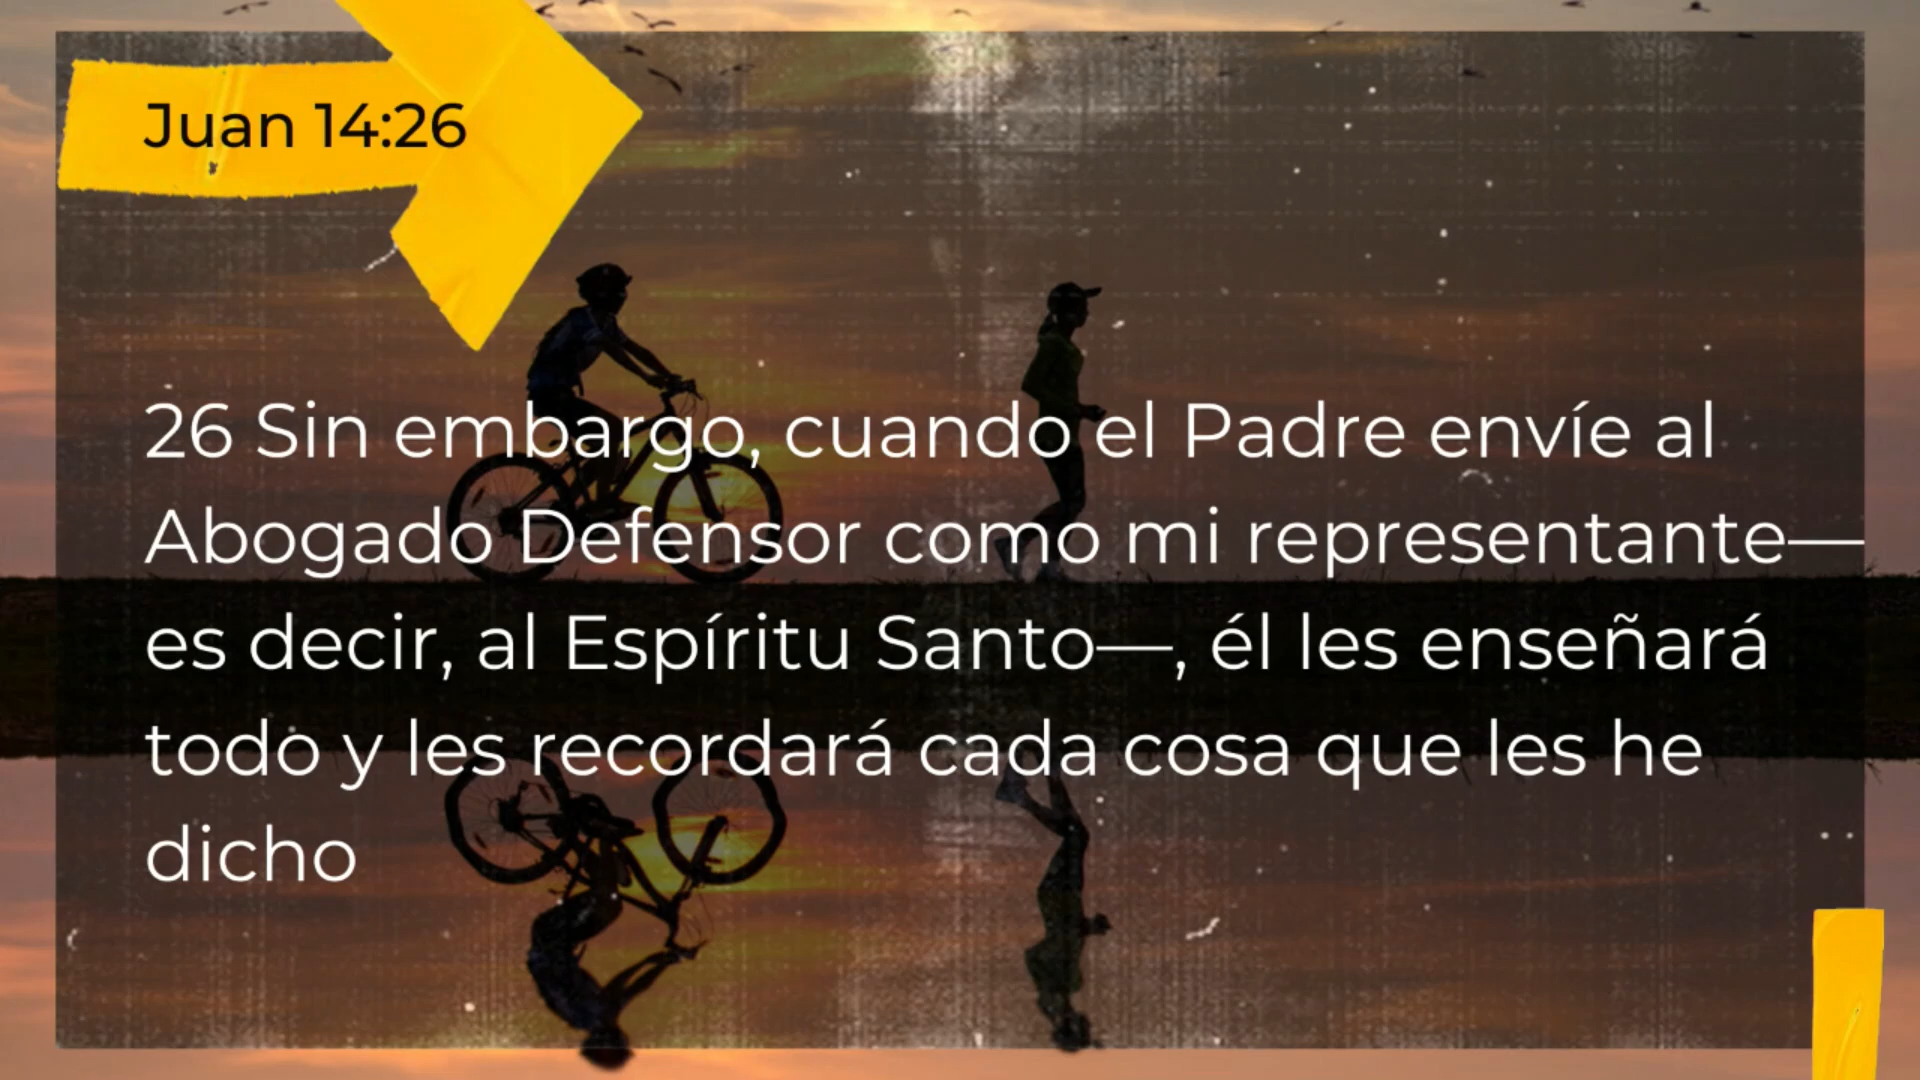 Juan 14:26
26 Sin embargo, cuando el Padre envíe al
Abogado Defensor como mi representante—
es decir, al Espíritu Santo—, él les enseñará
todo y les recordará cada cosa que les he
dicho